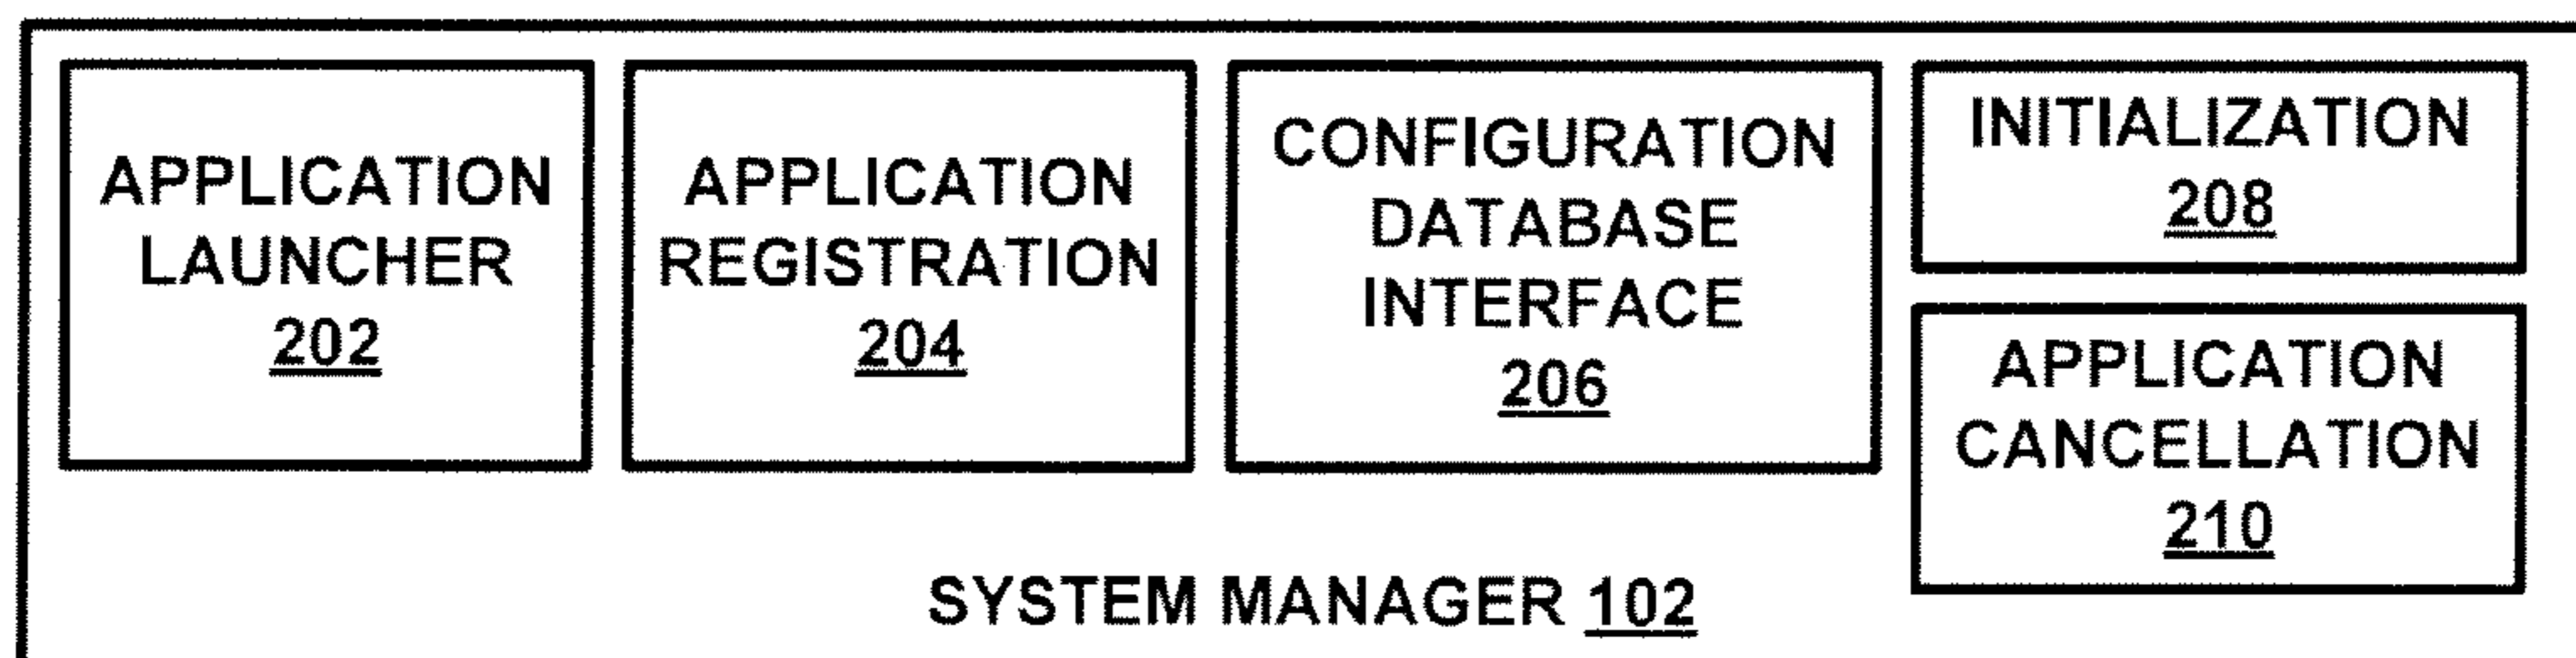 APPLICATION
LAUNCHER
202
APPLICATION
REGISTRATION
204
CONFIGURATION
DATABASE
INTERFACE
206
INITIALIZATION
208
APPLICATION
CANCELLATION
210
SYSTEM MANAGER 102